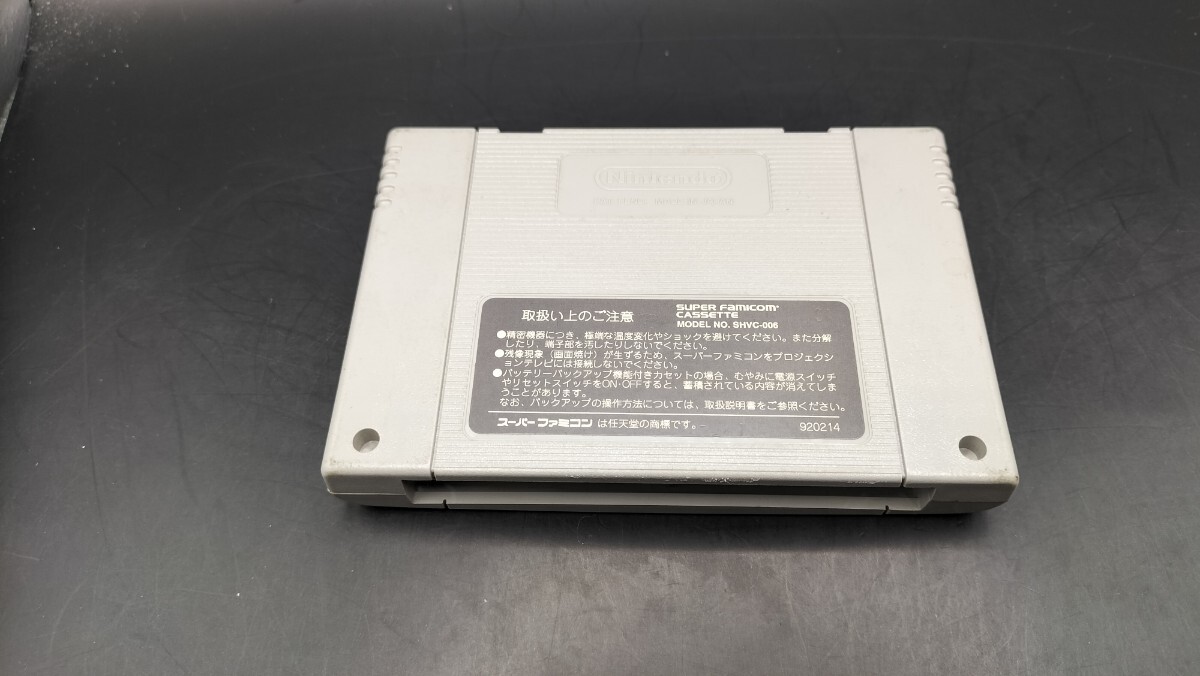 Nintendo
取扱い上のご注意
SUPER FAMICOM
CASSETTE
MODEL NO. SHVC-006
●精密機器につき、極端な温度変化やショックを避けてください。また分解
したり、端子部を汚したりしないでください。
●残像現象（画面焼け）が生ずるため、スーパーファミコンをプロジェクシ
ョンテレビには接続しないでください。
●バッテリーバックアップ機能付きカセットの場合、むやみに電源スイッチ
やリセットスイッチをON・OFFすると、蓄積されている内容が消えてしま
うことがあります。
なお、バックアップの操作方法については、取扱説明書をご参照ください。
スーパーファミコンは任天堂の商標です。
920214